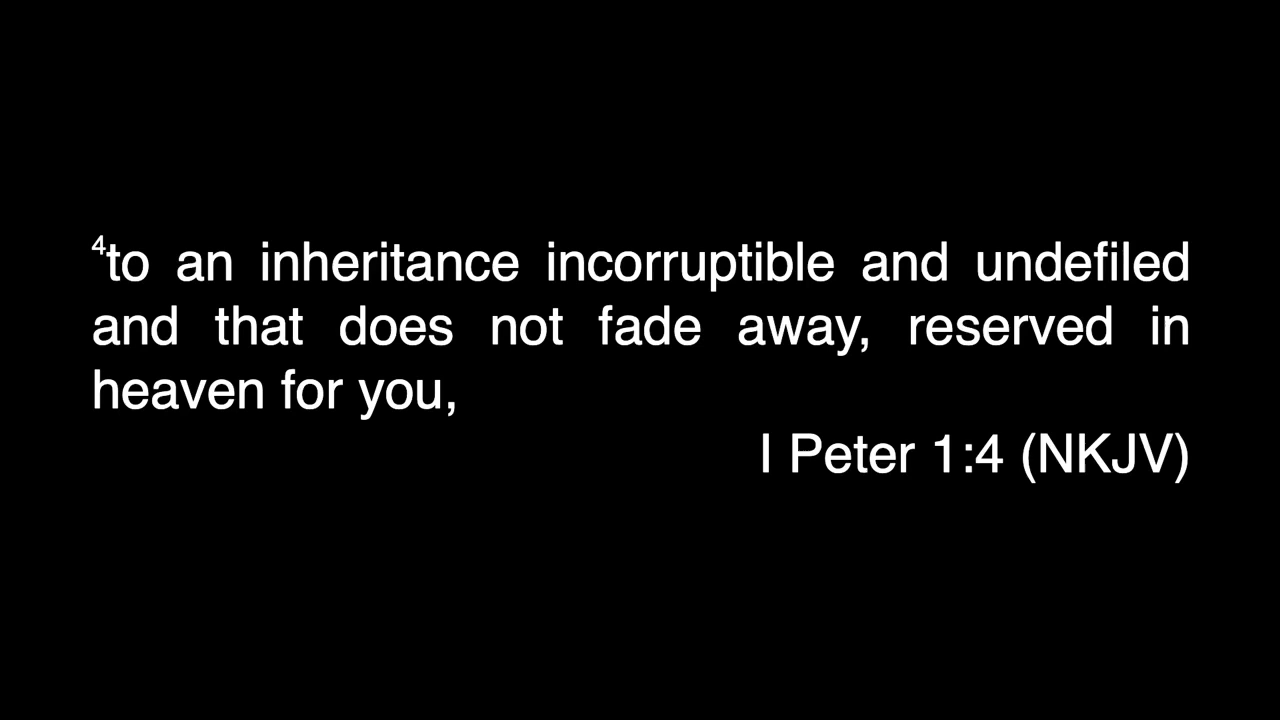 4to an inheritance incorruptible and undefiled
and that does not fade away, reserved in
heaven for you,
I Peter 1:4 (NKJV)